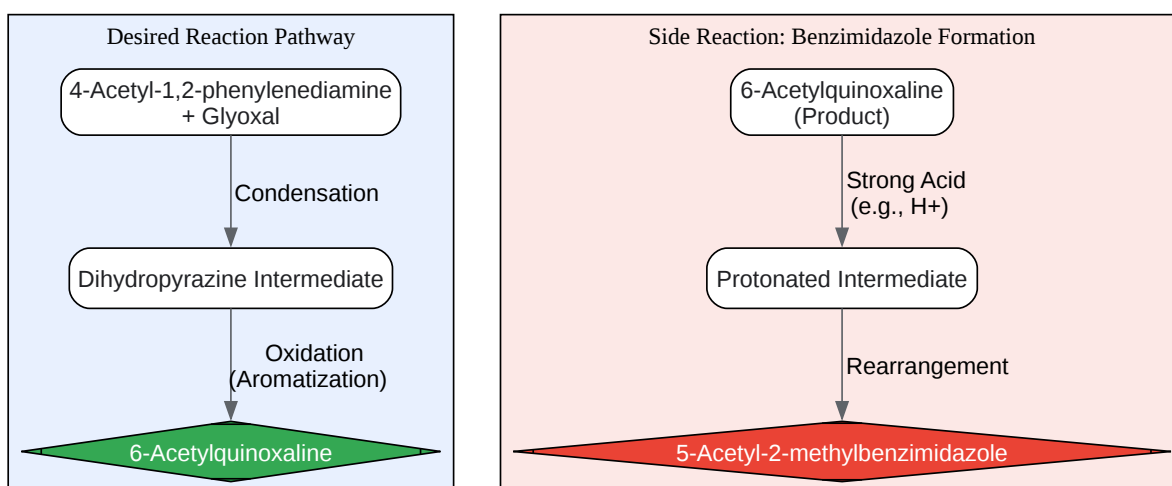 Desired Reaction Pathway
4-Acetyl-1,2-phenylenediamine
+ Glyoxal
Condensation
Dihydropyrazine Intermediate
Oxidation
(Aromatization)
6-Acetylquinoxaline
Side Reaction: Benzimidazole Formation
6-Acetylquinoxaline
(Product)
Strong Acid
(e.g., H+)
Protonated Intermediate
Rearrangement
5-Acetyl-2-methylbenzimidazole